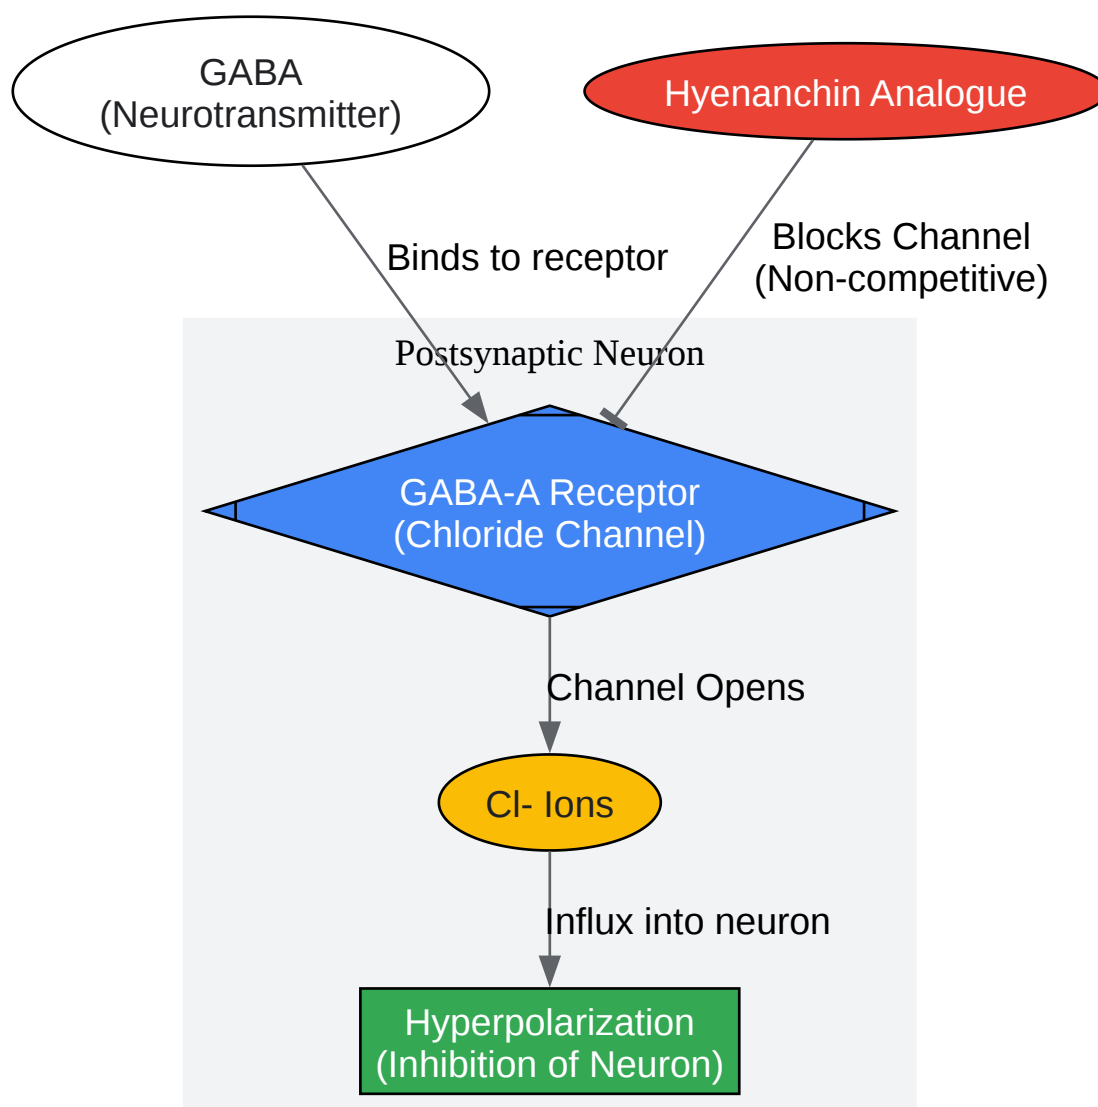 GABA
(Neurotransmitter)
Hyenanchin Analogue
Binds to receptor
Blocks Channel
(Non-competitive)
Postsynaptic Neuron
GABA-A Receptor
(Chloride Channel)
Channel Opens
Cl- Ions
Influx into neuron
Hyperpolarization
(Inhibition of Neuron)